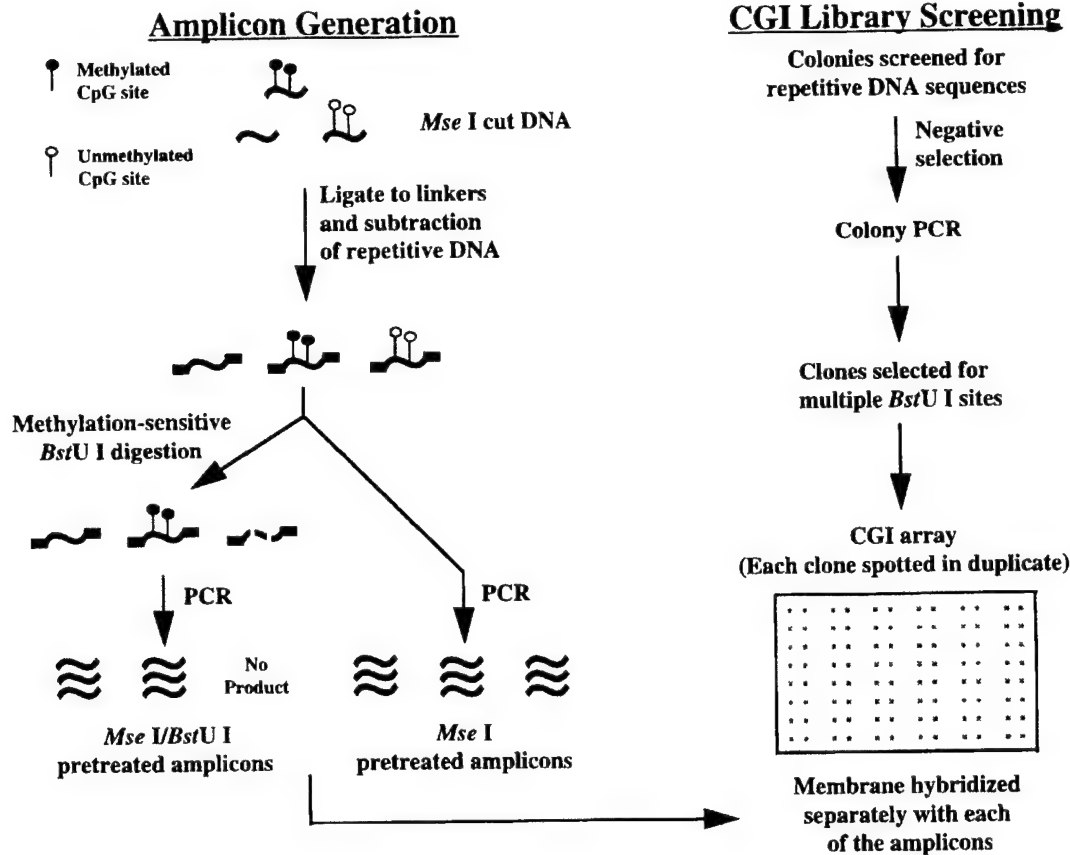 Amplicon Generation
Methylated
CpG site
Unmethylated
CpG site
Mse I cut DNA
Ligate to linkers
and subtraction
of repetitive DNA
Methylation-sensitive
BstU I digestion
PCR
PCR
No
Product
Mse I/BstU I
pretreated amplicons
Mse I
pretreated amplicons
CGI Library Screening
Colonies screened for
repetitive DNA sequences
Negative
selection
Colony PCR
Clones selected for
multiple BstU I sites
CGI array
(Each clone spotted in duplicate)
Membrane hybridized
separately with each
of the amplicons